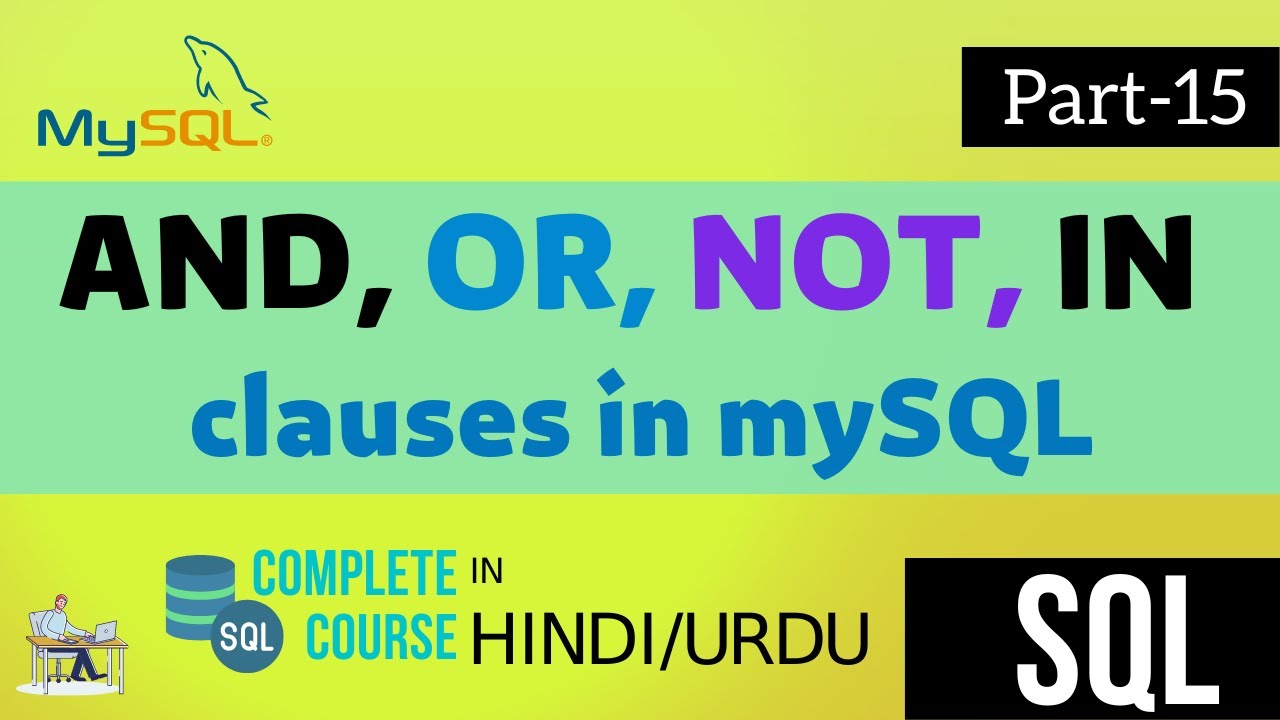 MySQL®
Part-15
AND, OR, NOT, IN
clauses in mySQL
COMPLETE IN
COURSE HINDI/URDU
SQL
SQL